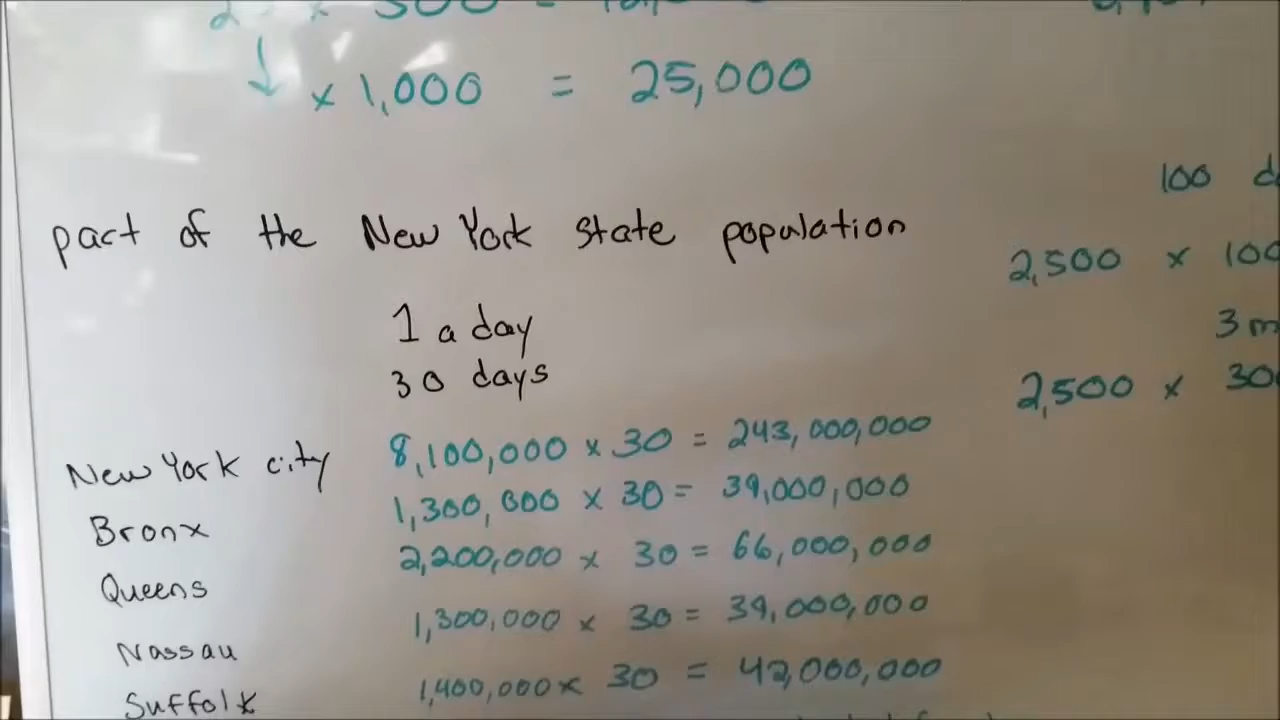 × 1,000 = 25,000
part of the New York State population
1 a day
30 days
New York city 8,100,000 × 30 = 243,000,000
Bronx 1,300,000 × 30 = 39,000,000
Queens 2,200,000 × 30 = 66,000,000
Nassau 1,300,000 × 30 = 39,000,000
Suffolk 1,400,000 × 30 = 42,000,000
100
2,500 × 100
3
2,500 × 30